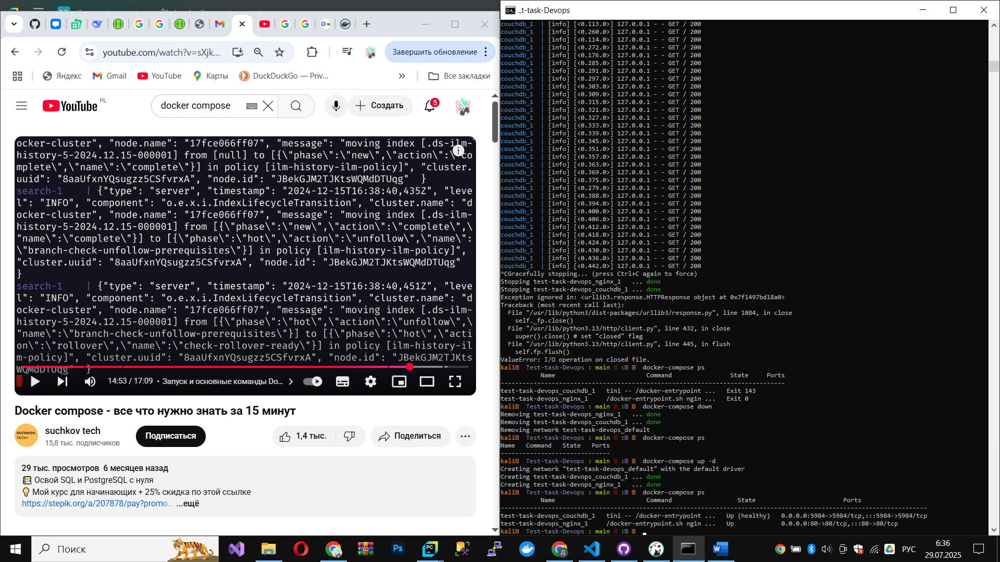 youtube.com/watch?v=sXjk...
Завершить обновление
Яндекс
Gmail
YouTube
Карты
DuckDuckGo — Priv...
»
Все закладки
YouTube PL
docker compose
Создать
5
ocker-cluster", "node.name": "17fce066ff07", "message": "moving index [.ds-ilm-
history-5-2024.12.15-000001] from [null] to [{\"phase\":\"new\",\"action\":\"co
mplete\",\"name\":\"complete\"}] in policy [ilm-history-ilm-policy]", "cluster.
uuid": "8aaUfxnYQsugzz5CSfvrxA", "node.id": "JBekGJM2TJKtsWQMdDTUqg"  }
search-1    | {"type": "server", "timestamp": "2024-12-15T16:38:40,435Z", "leve
l": "INFO", "component": "o.e.x.i.IndexLifecycleTransition", "cluster.name": "d
ocker-cluster", "node.name": "17fce066ff07", "message": "moving index [.ds-ilm-
history-5-2024.12.15-000001] from [{\"phase\":\"new\",\"action\":\"complete\",\
"name\":\"complete\"}] to [{\"phase\":\"hot\",\"action\":\"unfollow\",\"name\":
\"branch-check-unfollow-prerequisites\"}] in policy [ilm-history-ilm-policy]",
"cluster.uuid": "8aaUfxnYQsugzz5CSfvrxA", "node.id": "JBekGJM2TJKtsWQMdDTUqg"
}
search-1    | {"type": "server", "timestamp": "2024-12-15T16:38:40,451Z", "leve
l": "INFO", "component": "o.e.x.i.IndexLifecycleTransition", "cluster.name": "d
ocker-cluster", "node.name": "17fce066ff07", "message": "moving index [.ds-ilm-
history-5-2024.12.15-000001] from [{\"phase\":\"hot\",\"action\":\"unfollow\",\
"name\":\"branch-check-unfollow-prerequisites\"}] to [{\"phase\":\"hot\",\"acti
on\":\"rollover\",\"name\":\"check-rollover-ready\"}] in policy [ilm-history-il
m-policy]", "cluster.uuid": "8aaUfxnYQsugzz5CSfvrxA", "node.id": "JBekGJM2TJKts
WQMdDTUqg"  }
14:53 / 17:09 • Запуск и основные команды Do...
Docker compose - все что нужно знать за 15 минут
SUCHKOV. TECH>
suchkov tech
15,8 тыс. подписчиков
Подписаться
1,4 тыс.
Поделиться
29 тыс. просмотров 6 месяцев назад
Освой SQL и PostgreSQL с нуля
Мой курс для начинающих + 25% скидка по этой ссылке
https://stepik.org/a/207878/pay?promo... ...ещё
..t-task-Devops
couchdb_1  | [info] [<0.113.0>] 127.0.0.1 - - GET / 200
couchdb_1  | [info] [<0.260.0>] 127.0.0.1 - - GET / 200
couchdb_1  | [info] [<0.114.0>] 127.0.0.1 - - GET / 200
couchdb_1  | [info] [<0.272.0>] 127.0.0.1 - - GET / 200
couchdb_1  | [info] [<0.176.0>] 127.0.0.1 - - GET / 200
couchdb_1  | [info] [<0.285.0>] 127.0.0.1 - - GET / 200
couchdb_1  | [info] [<0.291.0>] 127.0.0.1 - - GET / 200
couchdb_1  | [info] [<0.297.0>] 127.0.0.1 - - GET / 200
couchdb_1  | [info] [<0.303.0>] 127.0.0.1 - - GET / 200
couchdb_1  | [info] [<0.309.0>] 127.0.0.1 - - GET / 200
couchdb_1  | [info] [<0.315.0>] 127.0.0.1 - - GET / 200
couchdb_1  | [info] [<0.321.0>] 127.0.0.1 - - GET / 200
couchdb_1  | [info] [<0.327.0>] 127.0.0.1 - - GET / 200
couchdb_1  | [info] [<0.333.0>] 127.0.0.1 - - GET / 200
couchdb_1  | [info] [<0.339.0>] 127.0.0.1 - - GET / 200
couchdb_1  | [info] [<0.345.0>] 127.0.0.1 - - GET / 200
couchdb_1  | [info] [<0.351.0>] 127.0.0.1 - - GET / 200
couchdb_1  | [info] [<0.357.0>] 127.0.0.1 - - GET / 200
couchdb_1  | [info] [<0.363.0>] 127.0.0.1 - - GET / 200
couchdb_1  | [info] [<0.369.0>] 127.0.0.1 - - GET / 200
couchdb_1  | [info] [<0.375.0>] 127.0.0.1 - - GET / 200
couchdb_1  | [info] [<0.279.0>] 127.0.0.1 - - GET / 200
couchdb_1  | [info] [<0.388.0>] 127.0.0.1 - - GET / 200
couchdb_1  | [info] [<0.394.0>] 127.0.0.1 - - GET / 200
couchdb_1  | [info] [<0.400.0>] 127.0.0.1 - - GET / 200
couchdb_1  | [info] [<0.406.0>] 127.0.0.1 - - GET / 200
couchdb_1  | [info] [<0.412.0>] 127.0.0.1 - - GET / 200
couchdb_1  | [info] [<0.418.0>] 127.0.0.1 - - GET / 200
couchdb_1  | [info] [<0.424.0>] 127.0.0.1 - - GET / 200
couchdb_1  | [info] [<0.430.0>] 127.0.0.1 - - GET / 200
couchdb_1  | [info] [<0.436.0>] 127.0.0.1 - - GET / 200
couchdb_1  | [info] [<0.442.0>] 127.0.0.1 - - GET / 200
^CGracefully stopping... (press Ctrl+C again to force)
Stopping test-task-devops_nginx_1   ... done
Stopping test-task-devops_couchdb_1 ... done
Exception ignored in: <urllib3.response.HTTPResponse object at 0x7f1497bd18a0>
Traceback (most recent call last):
  File "/usr/lib/python3/dist-packages/urllib3/response.py", line 1084, in close
    self._fp.close()
  File "/usr/lib/python3.13/http/client.py", line 432, in close
    super().close() # set "closed" flag
  File "/usr/lib/python3.13/http/client.py", line 445, in flush
    self.fp.flush()
ValueError: I/O operation on closed file.
kali  Test-task-Devops : main :  docker-compose ps
Name  Command  State  Ports
--------------------------------------------------------------------------------
test-task-devops_couchdb_1   tini -- /docker-entrypoint ...   Exit 143
test-task-devops_nginx_1     /docker-entrypoint.sh ngin ...   Exit 0
kali  Test-task-Devops : main :  docker-compose down
Removing test-task-devops_nginx_1   ... done
Removing test-task-devops_couchdb_1 ... done
Removing network test-task-devops_default
kali  Test-task-Devops : main :  docker-compose ps
Name   Command   State   Ports
------------------------------
kali  Test-task-Devops : main :  docker-compose up -d
Creating network "test-task-devops_default" with the default driver
Creating test-task-devops_couchdb_1 ... done
Creating test-task-devops_nginx_1   ... done
kali  Test-task-Devops : main :  docker-compose ps
Name  Command  State  Ports
--------------------------------------------------------------------------------
test-task-devops_couchdb_1   tini -- /docker-entrypoint ...   Up (healthy)   0.0.0.0:5984->5984/tcp,:::5984->5984/tcp
test-task-devops_nginx_1     /docker-entrypoint.sh ngin ...   Up             0.0.0.0:80->80/tcp,:::80->80/tcp
kali  Test-task-Devops : main :
Поиск
РУС
6:36
29.07.2025